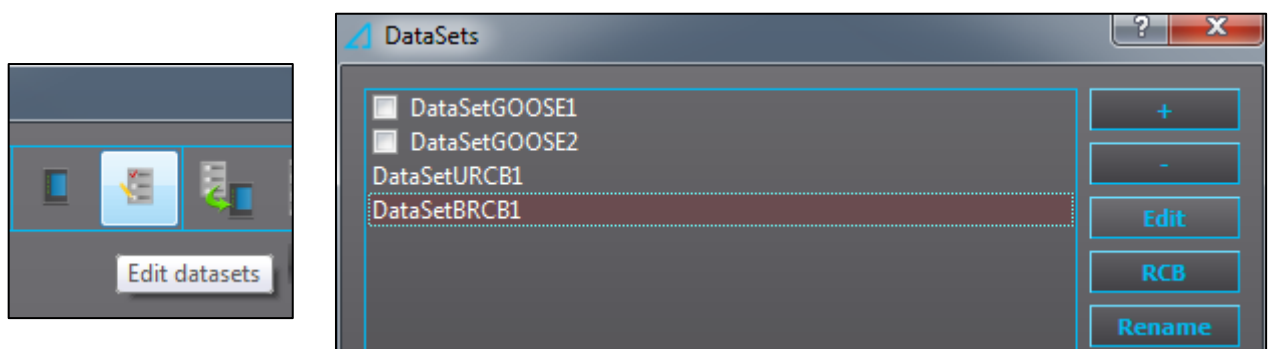 Edit datasets
DataSets
?
X
DataSetGOOSE1
DataSetGOOSE2
DataSetURCB1
DataSetBRCB1
+
-
Edit
RCB
Rename